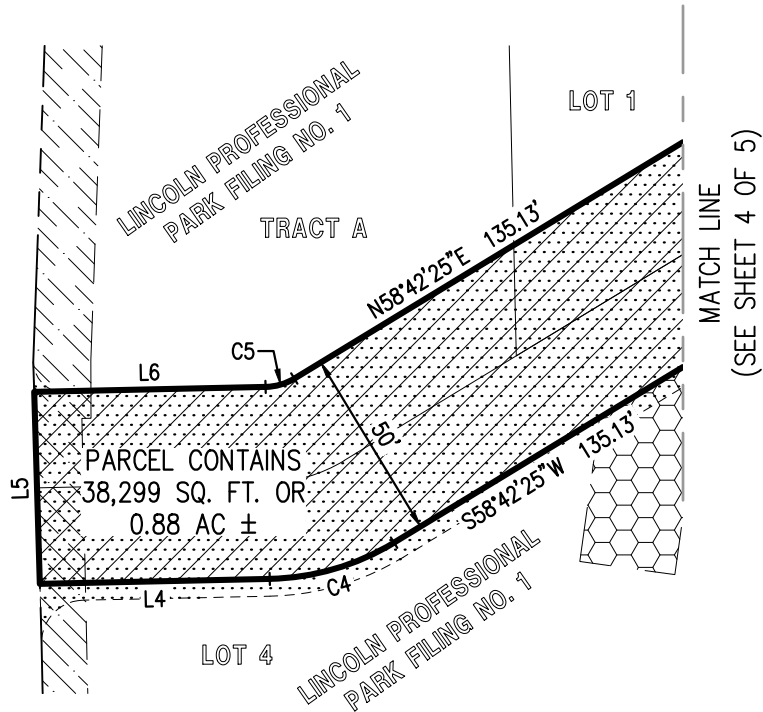 LOT 1
LINCOLN PROFESSIONAL
PARK FILING NO. 1
TRACT A
MATCH LINE
(SEE SHEET 4 OF 5)
N58°42'25"E 135.13'
C5
L6
50'
PARCEL CONTAINS
38,299 SQ. FT. OR
0.88 AC ±
L5
S58°42'25"W 135.13'
L4
C4
LOT 4
LINCOLN PROFESSIONAL
PARK FILING NO. 1